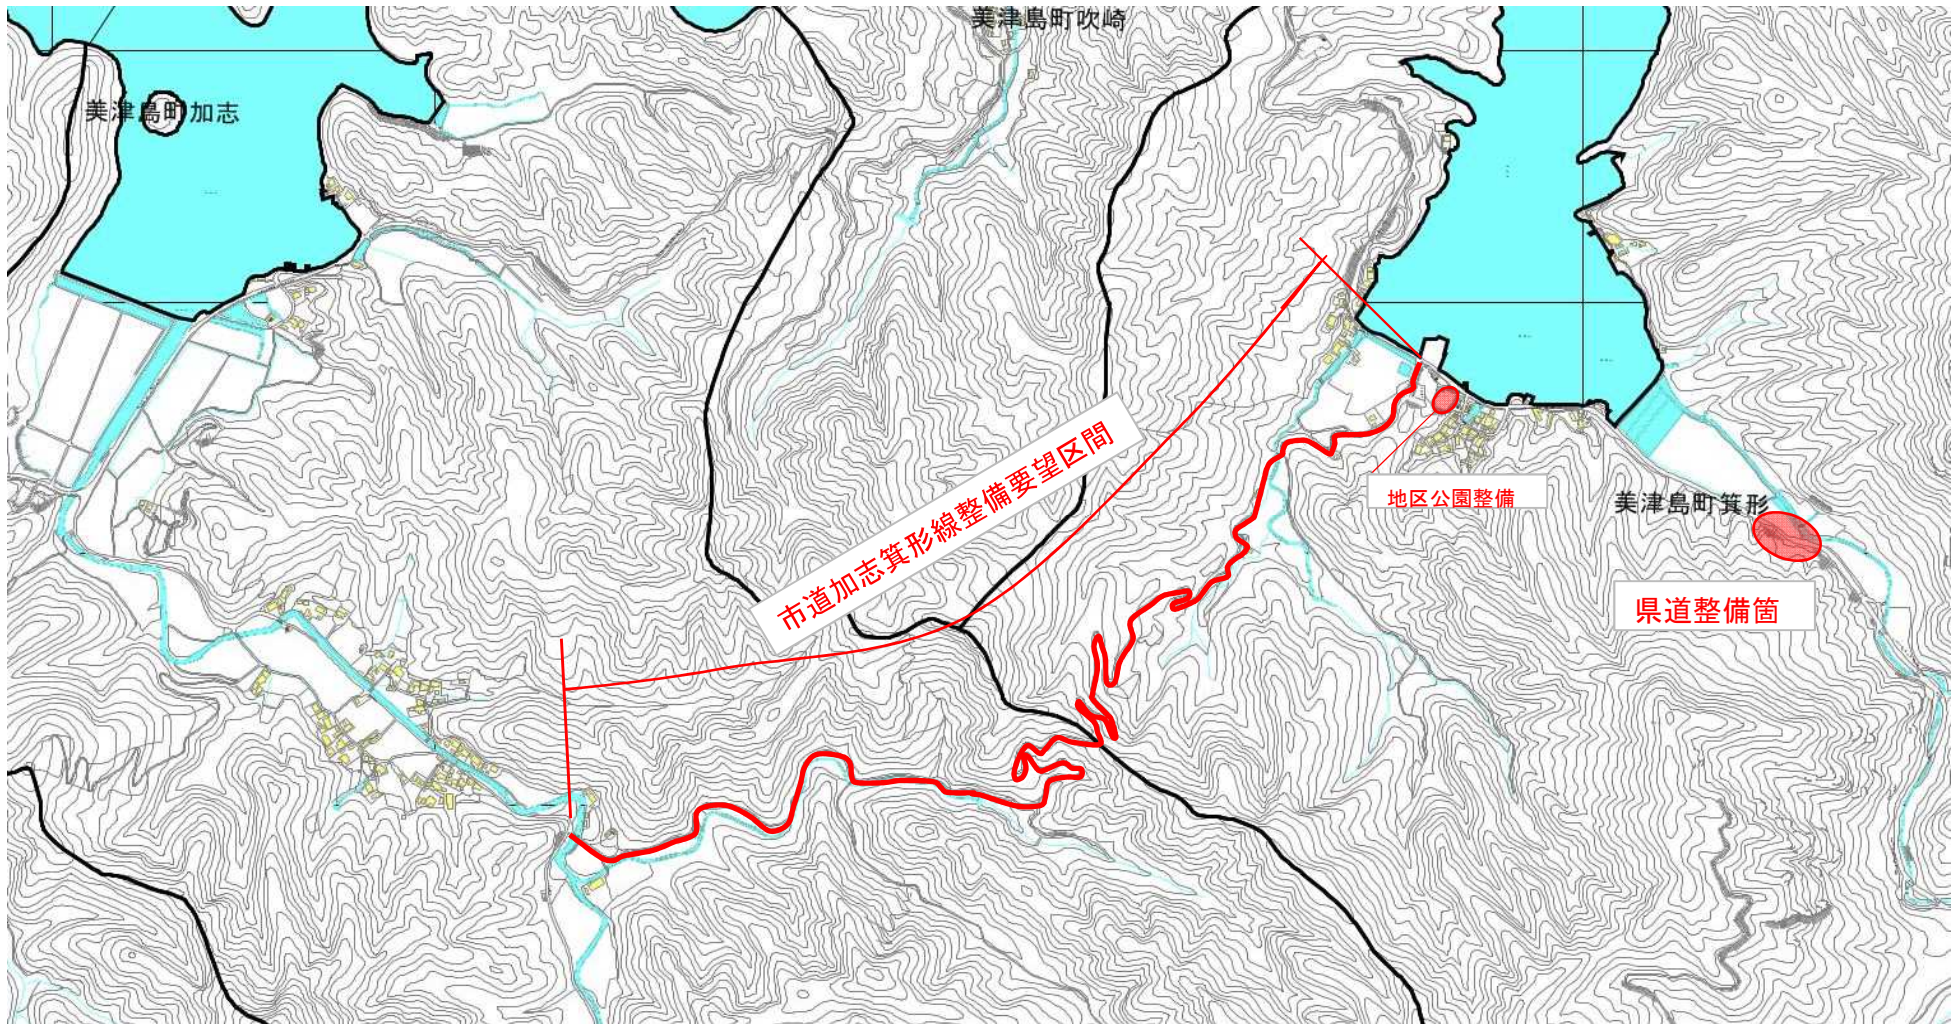 美津島町吹崎
美津島町加志
市道加志箕形線整備要望区間
地区公園整備
美津島町箕形
県道整備箇